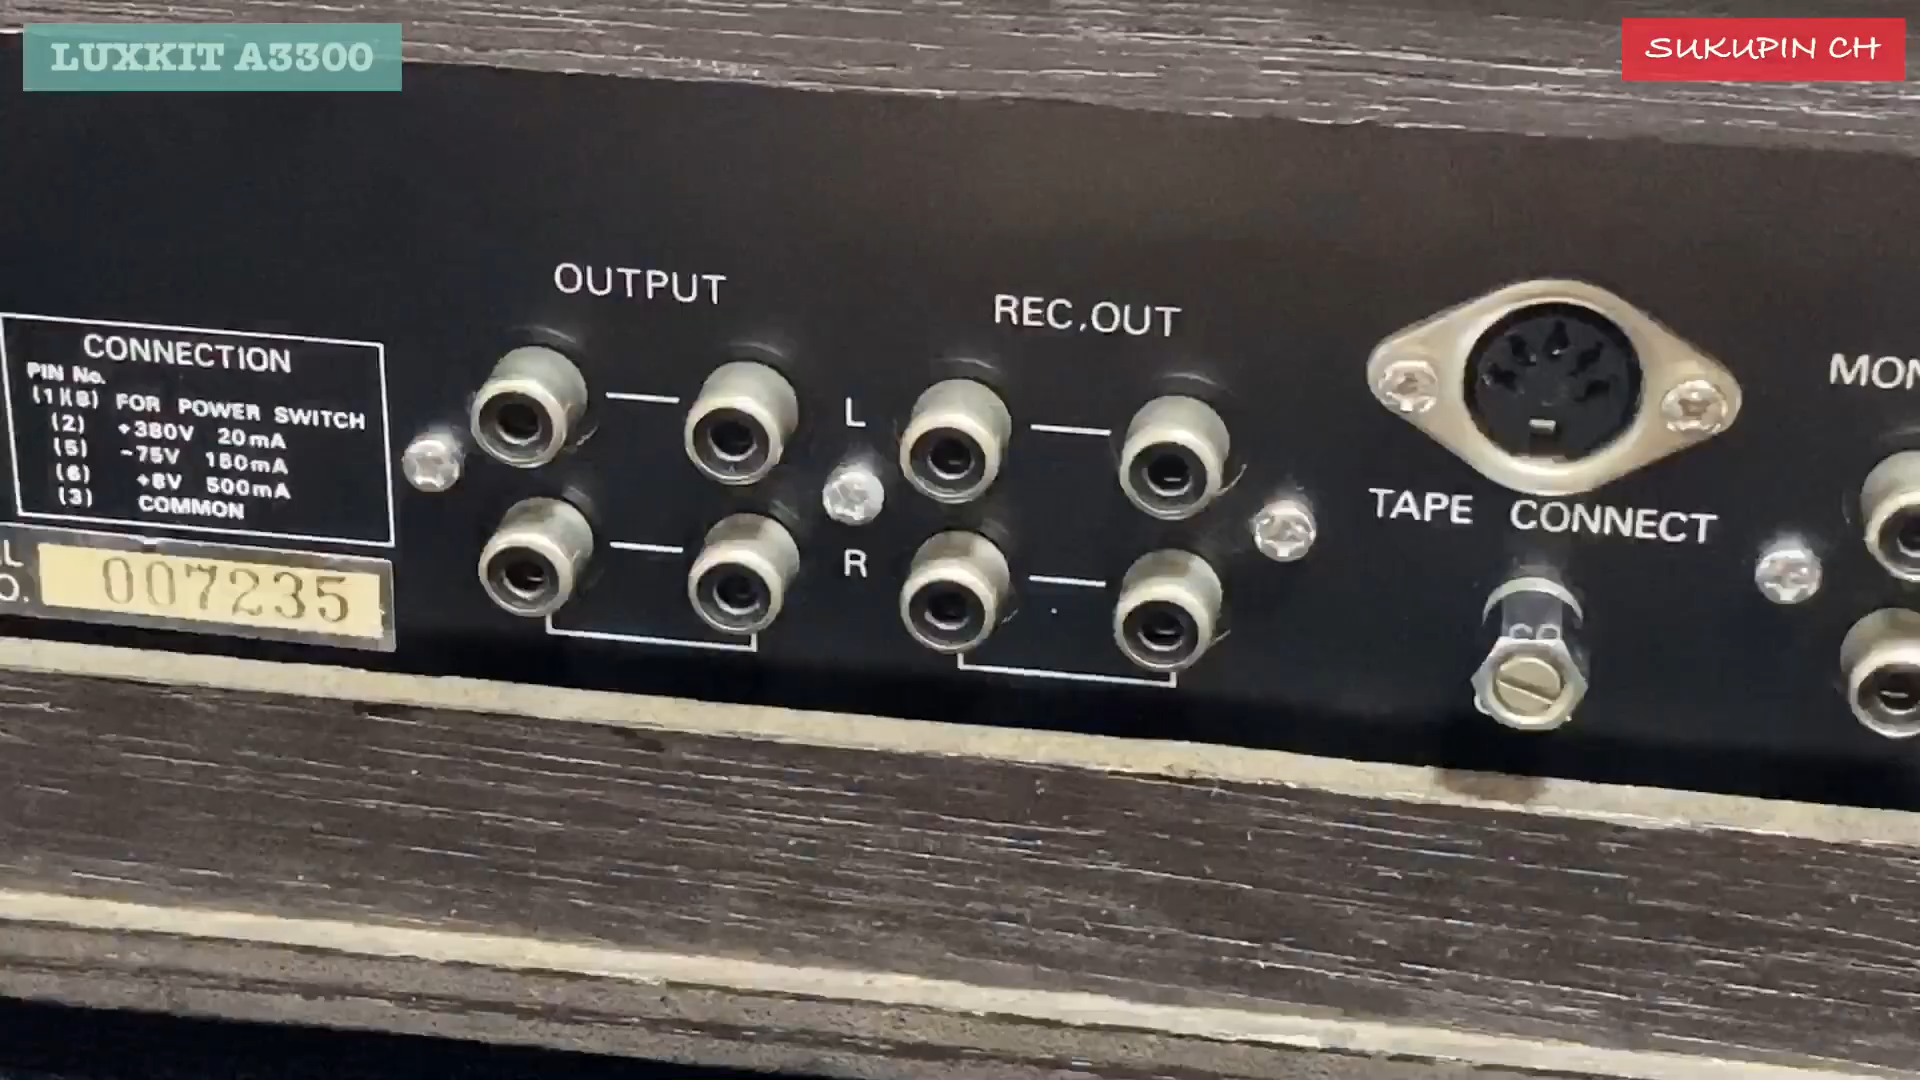 LUXKIT A3300
SUKUPIN CH
OUTPUT
REC.OUT
CONNECTION
PIN No.
(1)(8) FOR POWER SWITCH
(2) +380V 20mA
(5) -75V 150mA
(6) +8V 500mA
(3) COMMON
L
R
TAPE CONNECT
007235